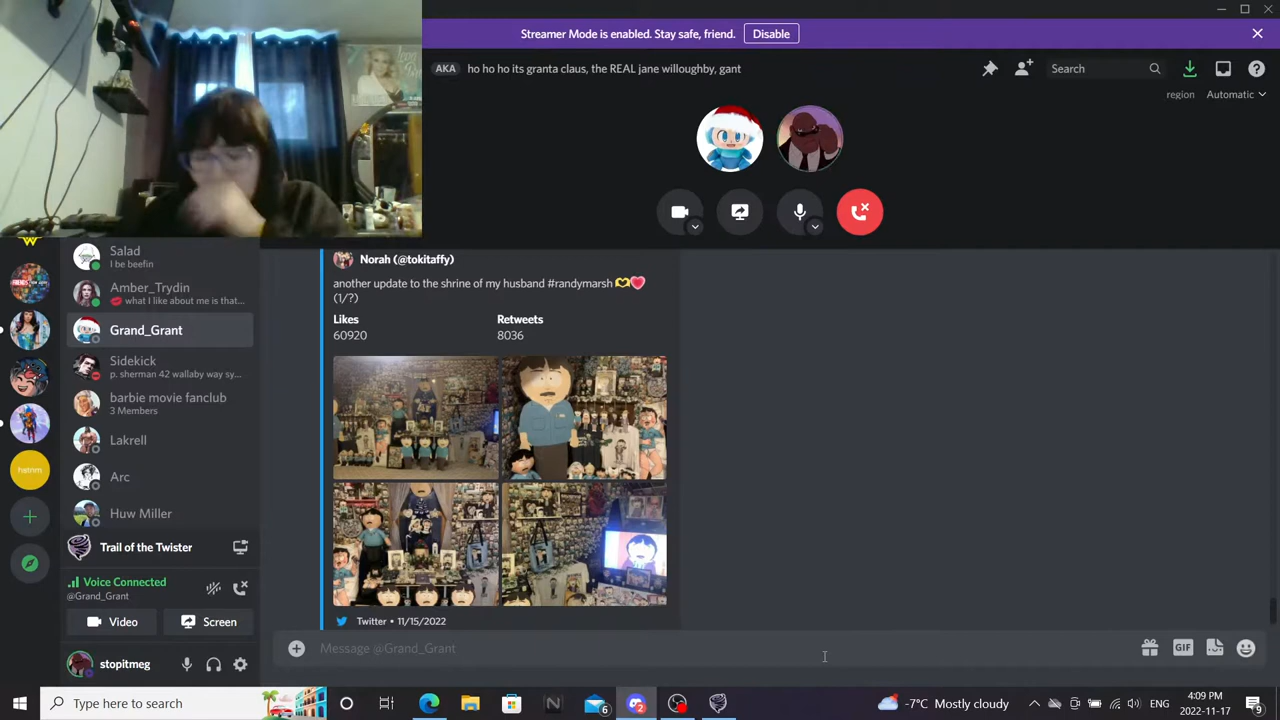 Streamer Mode is enabled. Stay safe, friend.
Disable
AKA
ho ho ho its granta claus, the REAL jane willoughby, gant
Search
region
Automatic
Salad
I be beefin
Amber_Trydin
💋 what I like about me is that...
Grand_Grant
Sidekick
p. sherman 42 wallaby way sy...
barbie movie fanclub
3 Members
Lakrell
Arc
Huw Miller
hatnm
Trail of the Twister
Voice Connected
@Grand_Grant
Video
Screen
stopitmeg
Norah (@tokitaffy)
another update to the shrine of my husband #randymarsh 🫶💗
(1/?)
Likes
Retweets
60920
8036
Twitter • 11/15/2022
Message @Grand_Grant
GIF
Type here to search
6
2
-7°C Mostly cloudy
ENG
4:09 PM
2022-11-17
9